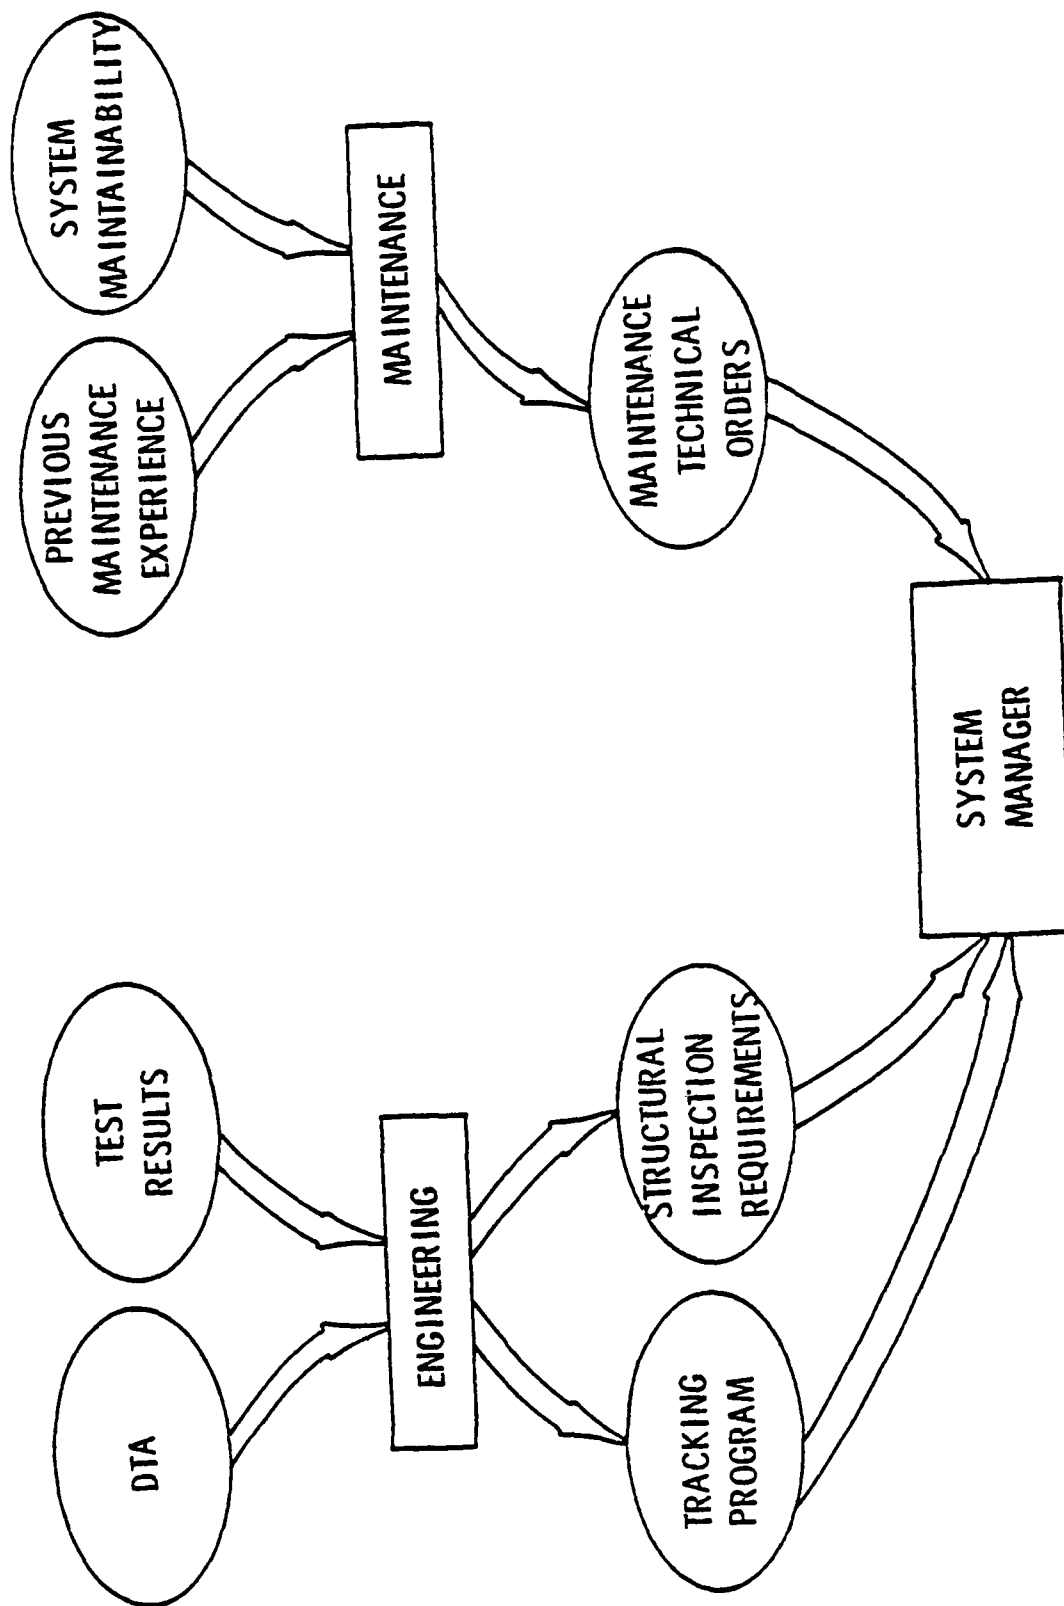 DTA
TEST
RESULTS
PREVIOUS
MAINTENANCE
EXPERIENCE
SYSTEM
MAINTAINABILITY
ENGINEERING
MAINTENANCE
TRACKING
PROGRAM
STRUCTURAL
INSPECTION
REQUIREMENTS
MAINTENANCE
TECHNICAL
ORDERS
SYSTEM
MANAGER